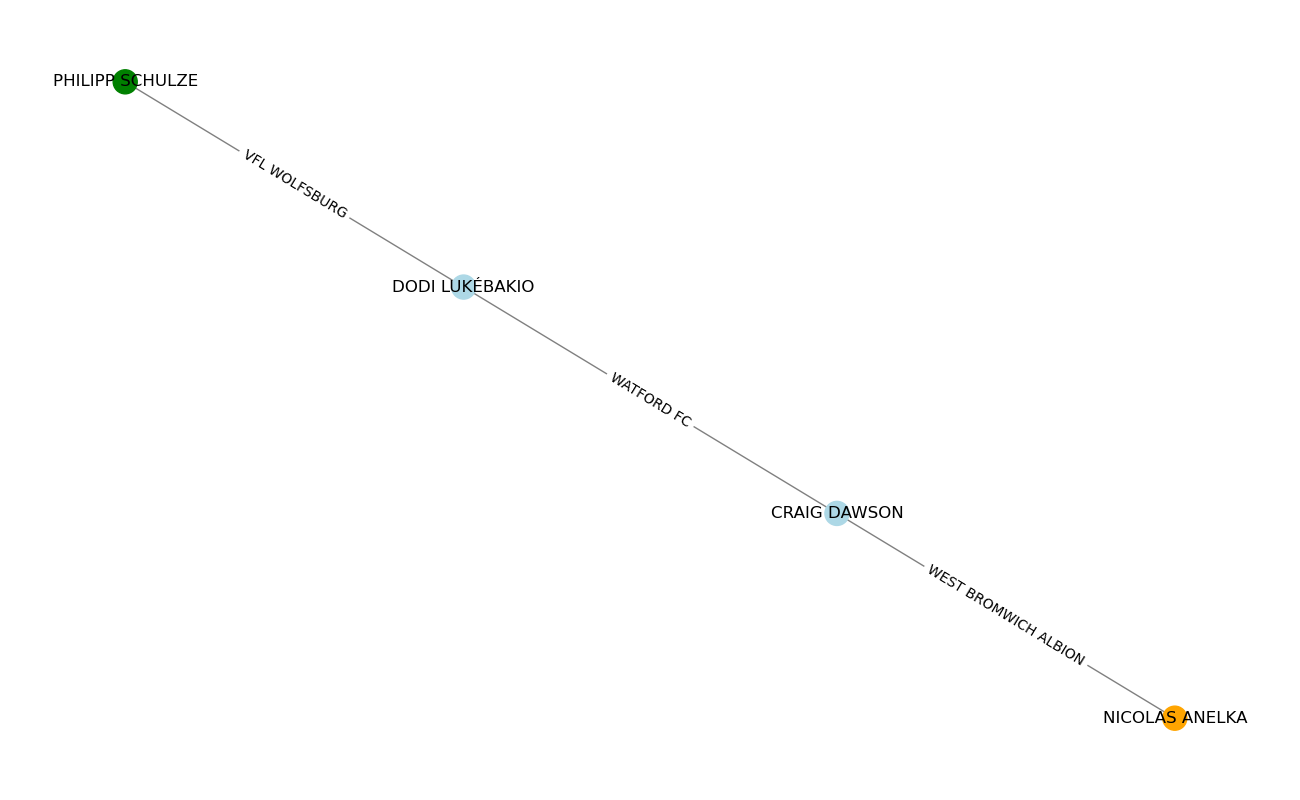 PHILIPP SCHULZE
VFL WOLFSBURG
DODI LUKÉBAKIO
WATFORD FC
CRAIG DAWSON
WEST BROMWICH ALBION
NICOLAS ANELKA